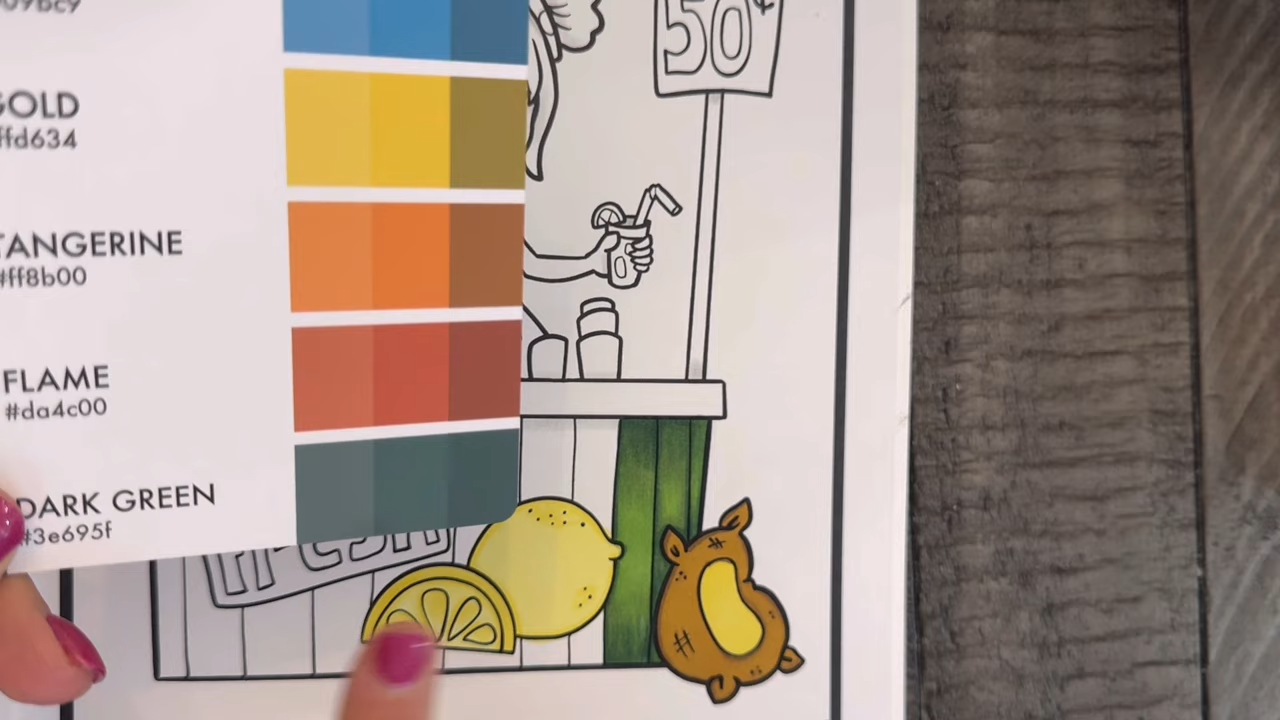 50¢
GOLD
ffd634
TANGERINE
#ff8b00
FLAME
#da4c00
DARK GREEN
#3e695f